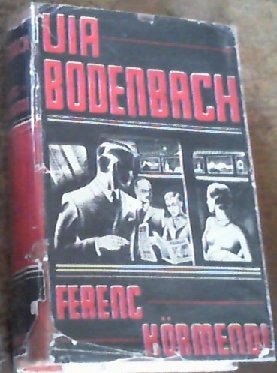 VIA
BODENBACH
FERENC
KÖRMENDI